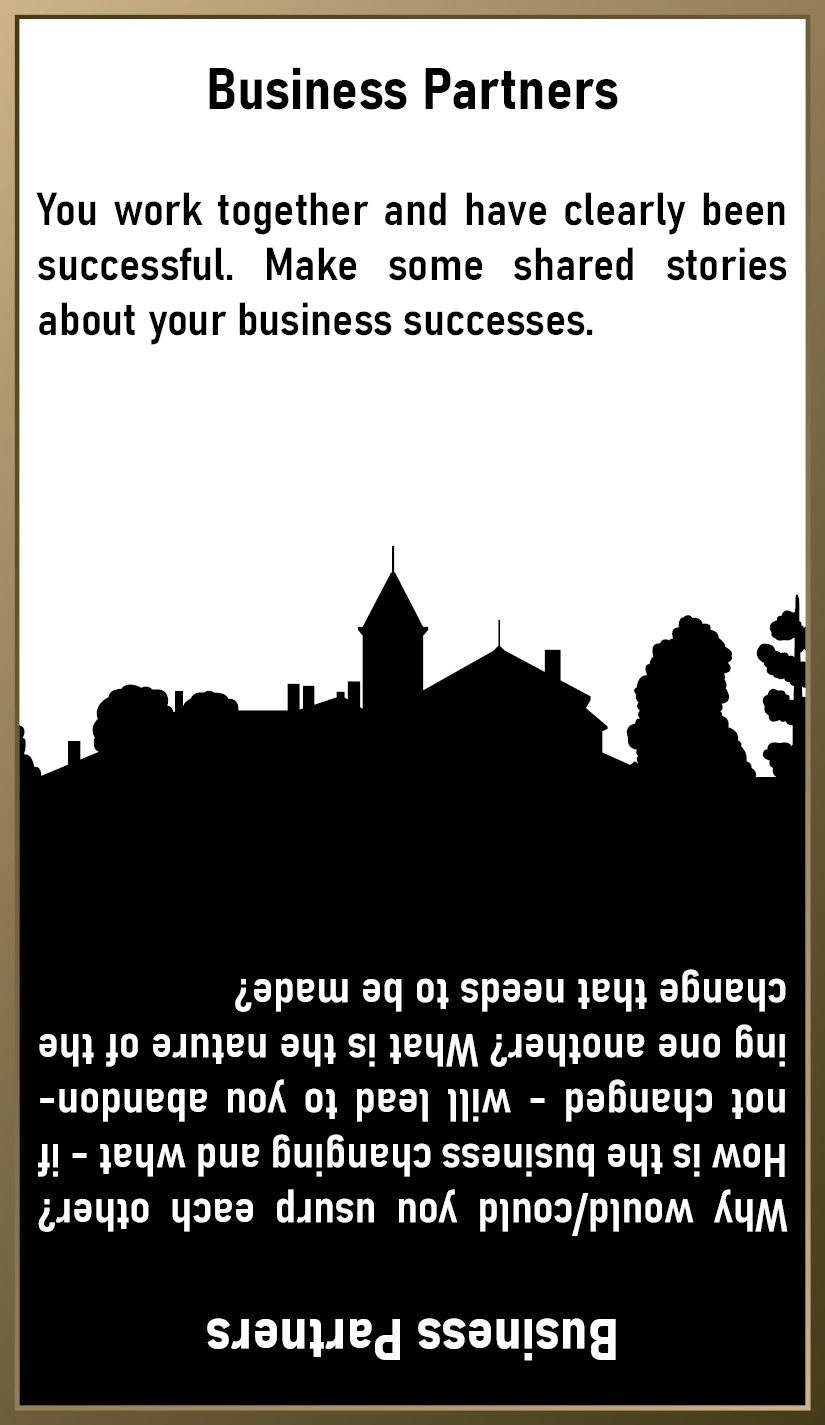 Business Partners
You work together and have clearly been
successful. Make some shared stories
about your business successes.
Business Partners
Why would/could you usurp each other?
How is the business changing and what - if
not changed - will lead to you abandon-
ing one another? What is the nature of the
change that needs to be made?